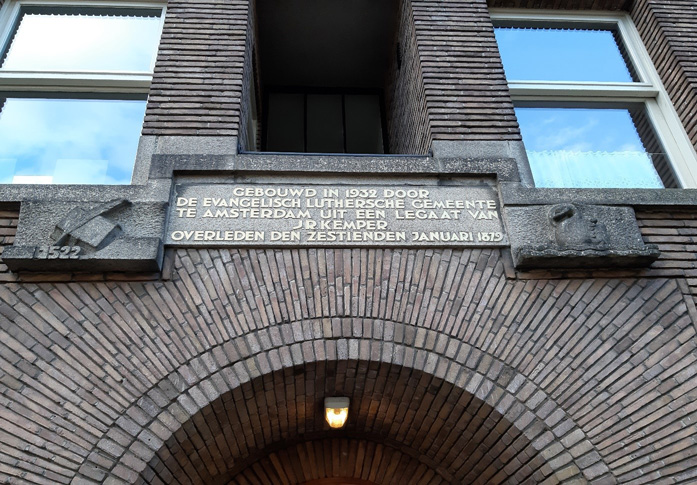 GEBOUWD IN 1932 DOOR
DE EVANGELISCH LUTHERSCHE GEMEENTE
TE AMSTERDAM UIT EEN LEGAAT VAN
J.R. KEMPER
OVERLEDEN DEN ZESTIENDEN JANUARI 1879
1522